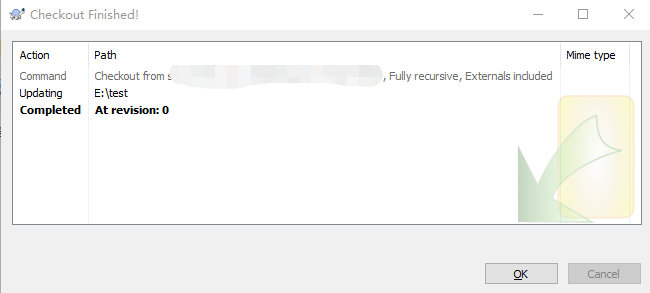 Checkout Finished!
Action Path Mime type
Command Checkout from s , Fully recursive, Externals included
Updating E:\test
Completed At revision: 0
OK Cancel